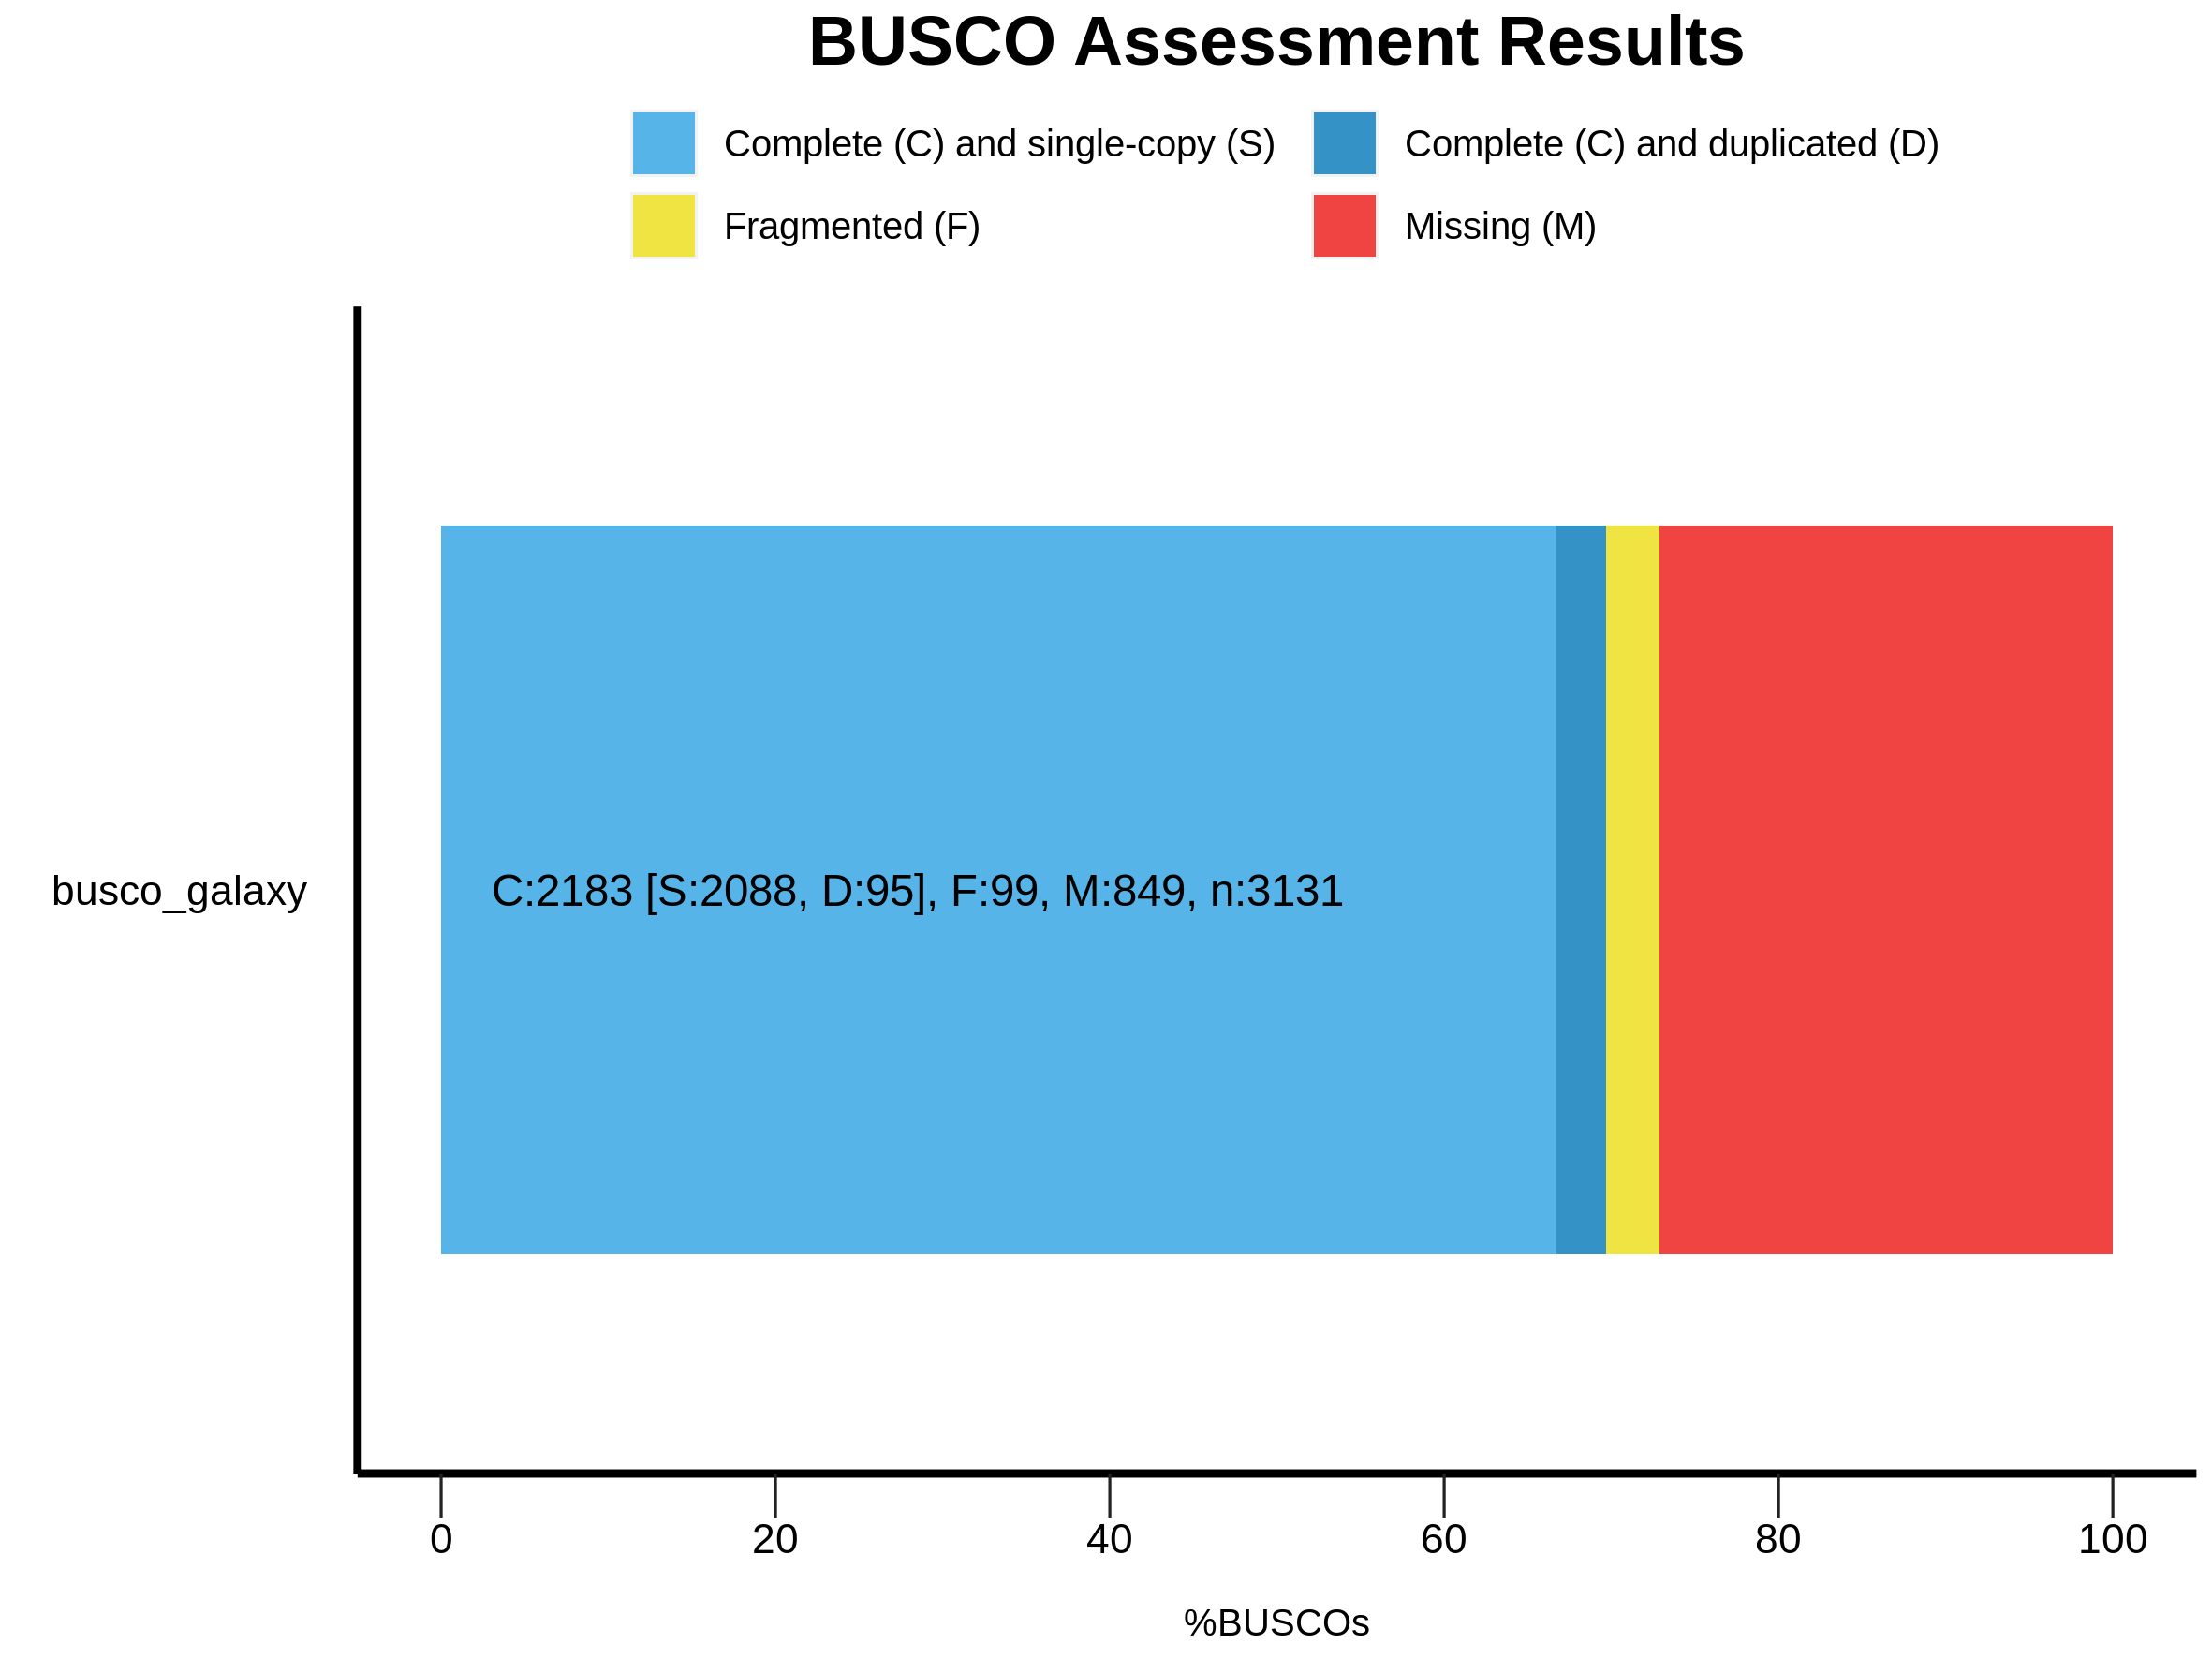 BUSCO Assessment Results
Complete (C) and single-copy (S)
Complete (C) and duplicated (D)
Fragmented (F)
Missing (M)
busco_galaxy
C:2183 [S:2088, D:95], F:99, M:849, n:3131
0
20
40
60
80
100
%BUSCOs